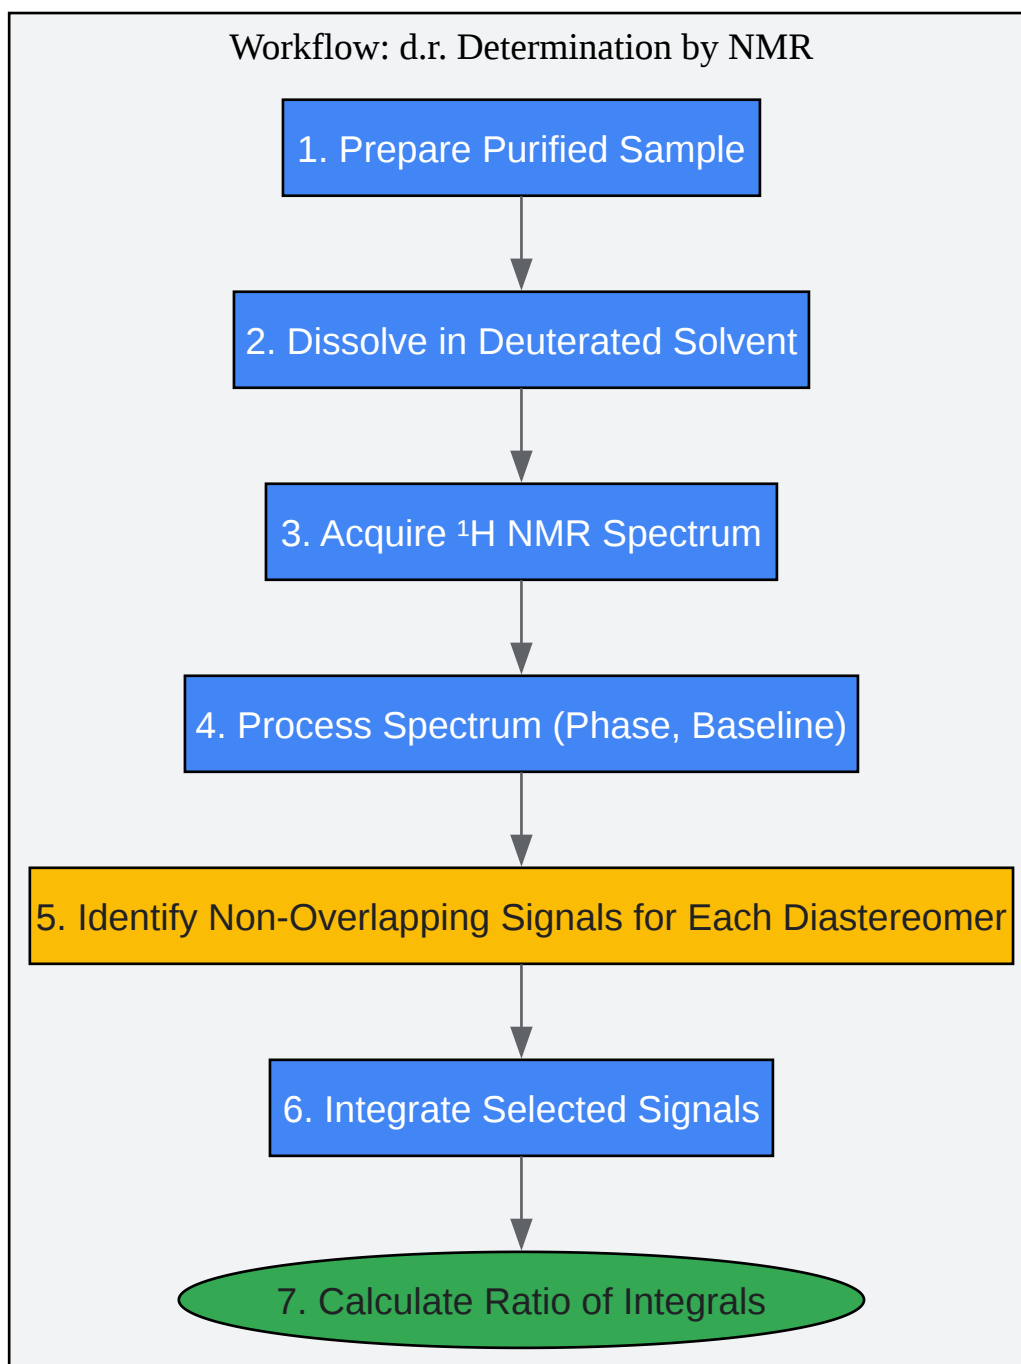 Workflow: d.r. Determination by NMR
1. Prepare Purified Sample
2. Dissolve in Deuterated Solvent
3. Acquire ¹H NMR Spectrum
4. Process Spectrum (Phase, Baseline)
5. Identify Non-Overlapping Signals for Each Diastereomer
6. Integrate Selected Signals
7. Calculate Ratio of Integrals